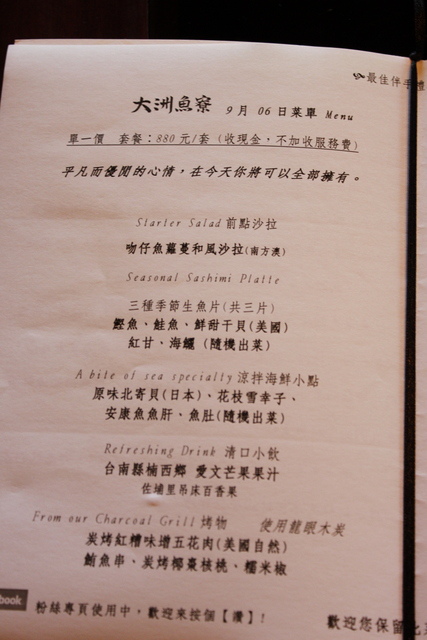 最佳伴手禮
大洲魚寮 9月 06 日菜單 Menu
單一價 套餐：880 元/套 (收現金，不加收服務費)
平凡而優閒的心情，在今天你將可以全部擁有。
Starter Salad 前點沙拉
吻仔魚蘿蔓和風沙拉(南方澳)
Seasonal Sashimi Platte
三種季節生魚片(共三片)
鰹魚、鮭魚、鮮甜干貝(美國)
紅甘、海鱺 (隨機出菜)
A bite of sea specialty 涼拌海鮮小點
原味北寄貝(日本)、花枝雪幸子、
安康魚魚肝、魚肚(隨機出菜)
Refreshing Drink 清口小飲
台南縣楠西鄉 愛文芒果果汁
佐埔里吊床百香果
From our Charcoal Grill 烤物 使用龍眼木炭
炭烤紅糟味增五花肉(美國自然)
鮪魚串、炭烤椰棗核桃、糯米椒
book 粉絲專頁使用中，歡迎來按個【讚】!
歡迎您保留